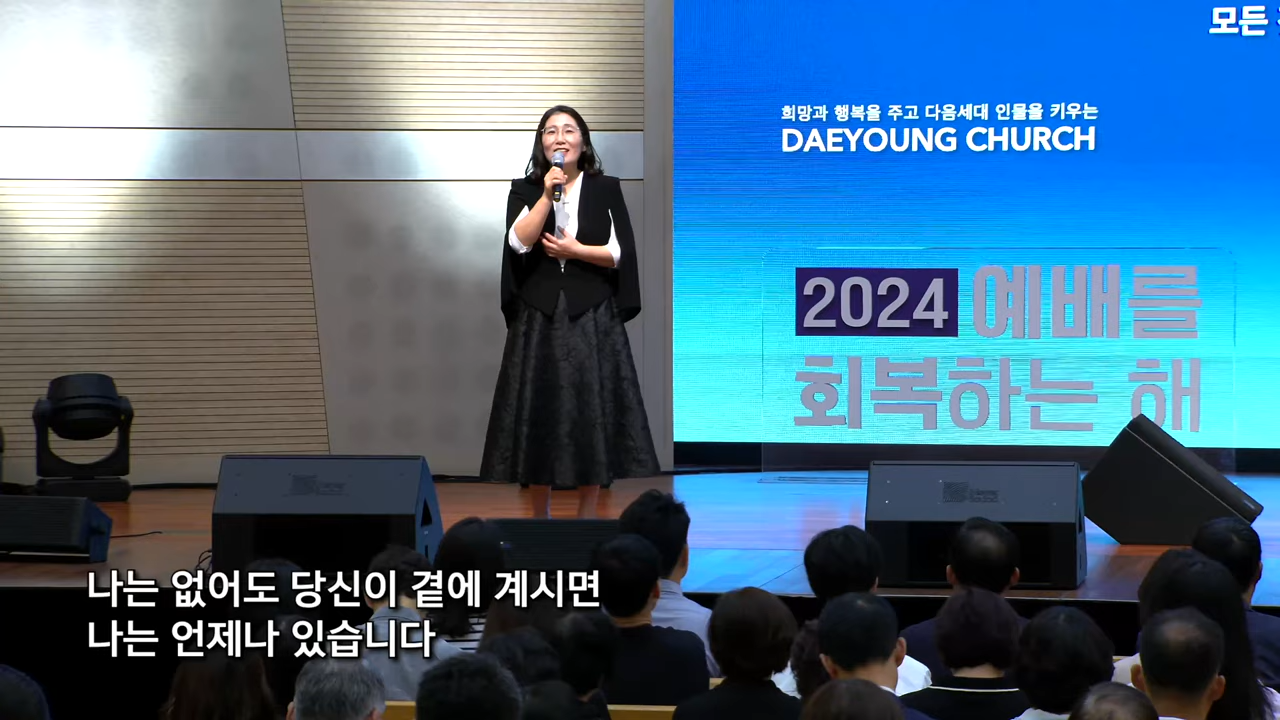 모든
희망과 행복을 주고 다음세대 인물을 키우는
DAEYOUNG CHURCH
2024 예배를
회복하는 해
나는 없어도 당신이 곁에 계시면
나는 언제나 있습니다